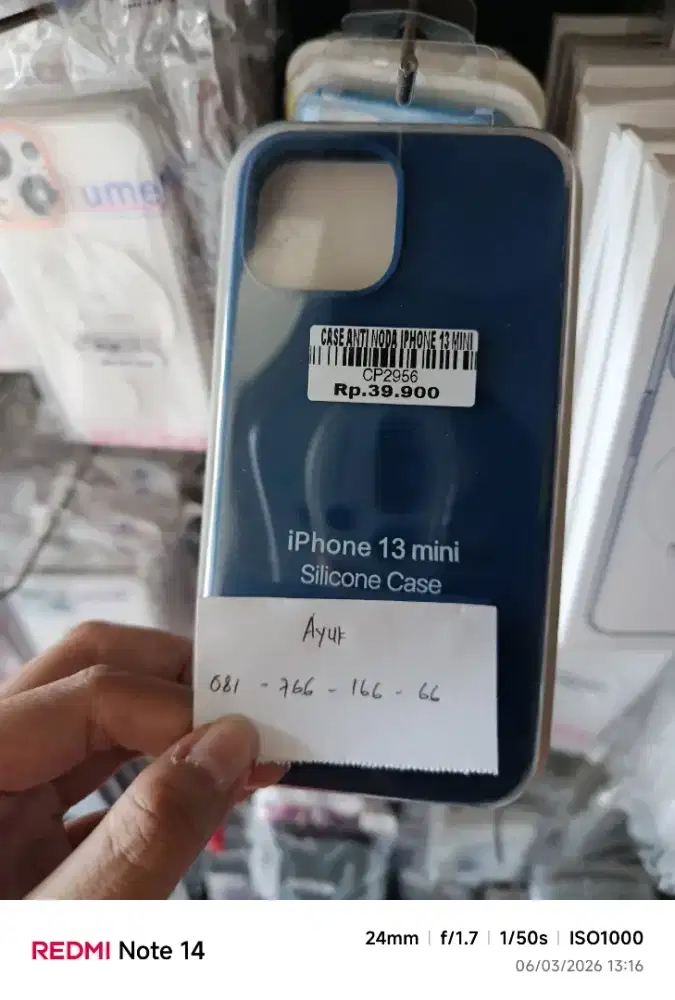 ume
CASE ANTI NODA IPHONE 13 MINI
CP2956
Rp.39.900
iPhone 13 mini
Silicone Case
Ayuk
081 - 766 - 166 - 66
REDMI Note 14
24mm | f/1.7 | 1/50s | ISO1000
06/03/2026 13:16